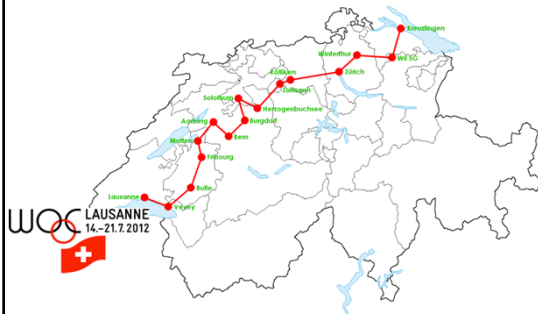 Kreuzlingen
Winterthur
Wil SG
Zürich
Kölliken
Zofingen
Solothurn
Herzogenbuchsee
Aarberg
Burgdorf
Bern
Murten
Fribourg
Bulle
Lausanne
Vevey
WOC LAUSANNE
14.–21.7. 2012